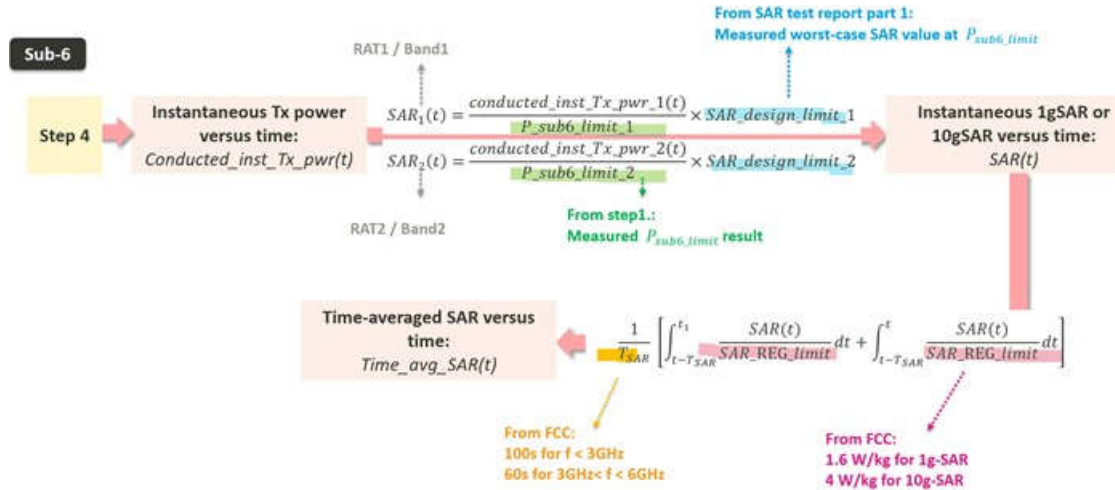 Sub-6
From SAR test report part 1:
Measured worst-case SAR value at P_sub6_limit
RAT1 / Band1
Step 4
Instantaneous Tx power
versus time:
Conducted_inst_Tx_pwr(t)
SAR₁(t) = conducted_inst_Tx_pwr_1(t) / P_sub6_limit_1 × SAR_design_limit_1
SAR₂(t) = conducted_inst_Tx_pwr_2(t) / P_sub6_limit_2 × SAR_design_limit_2
Instantaneous 1gSAR or
10gSAR versus time:
SAR(t)
RAT2 / Band2
From step1.:
Measured P_sub6_limit result
Time-averaged SAR versus
time:
Time_avg_SAR(t)
1/T_SAR [∫_{t−T_SAR}^{t₁} SAR(t)/SAR_REG_limit dt + ∫_{t−T_SAR}^{t} SAR(t)/SAR_REG_limit dt]
From FCC:
100s for f < 3GHz
60s for 3GHz< f < 6GHz
From FCC:
1.6 W/kg for 1g-SAR
4 W/kg for 10g-SAR